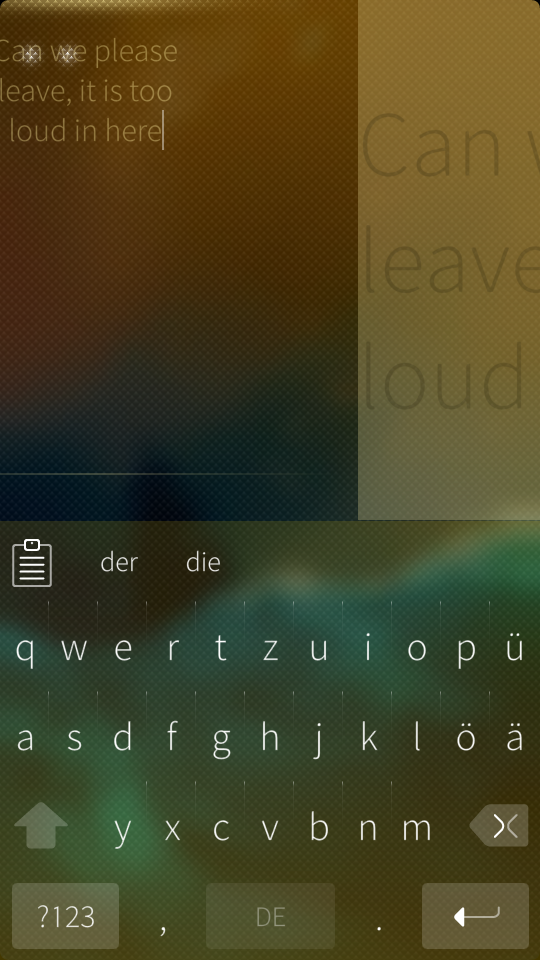 Can we please
leave, it is too
loud in here
Can
leave
loud
der die
q w e r t z u i o p ü
a s d f g h j k l ö ä
y x c v b n m
?123 , DE .